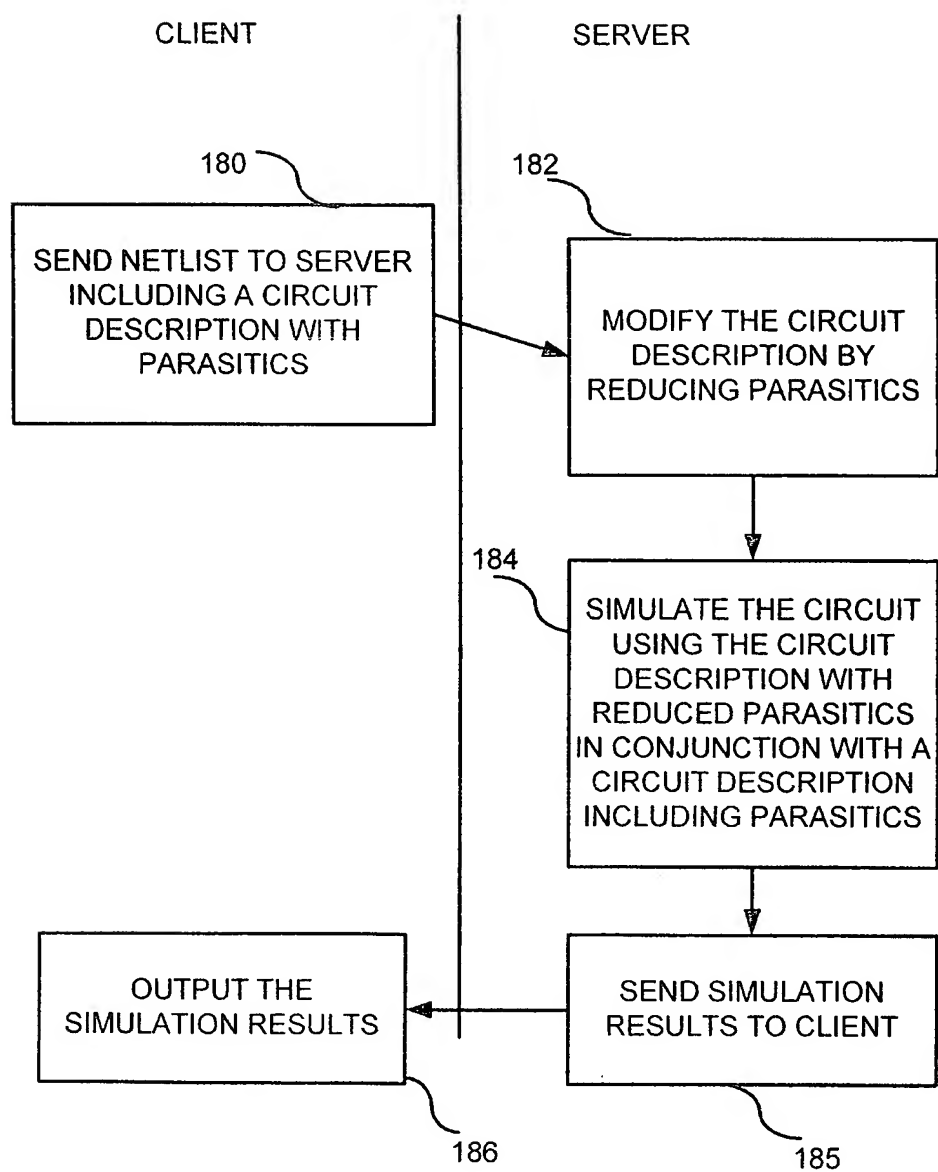 CLIENT
SERVER
180
SEND NETLIST TO SERVER
INCLUDING A CIRCUIT
DESCRIPTION WITH
PARASITICS
182
MODIFY THE CIRCUIT
DESCRIPTION BY
REDUCING PARASITICS
184
SIMULATE THE CIRCUIT
USING THE CIRCUIT
DESCRIPTION WITH
REDUCED PARASITICS
IN CONJUNCTION WITH A
CIRCUIT DESCRIPTION
INCLUDING PARASITICS
SEND SIMULATION
RESULTS TO CLIENT
185
OUTPUT THE
SIMULATION RESULTS
186